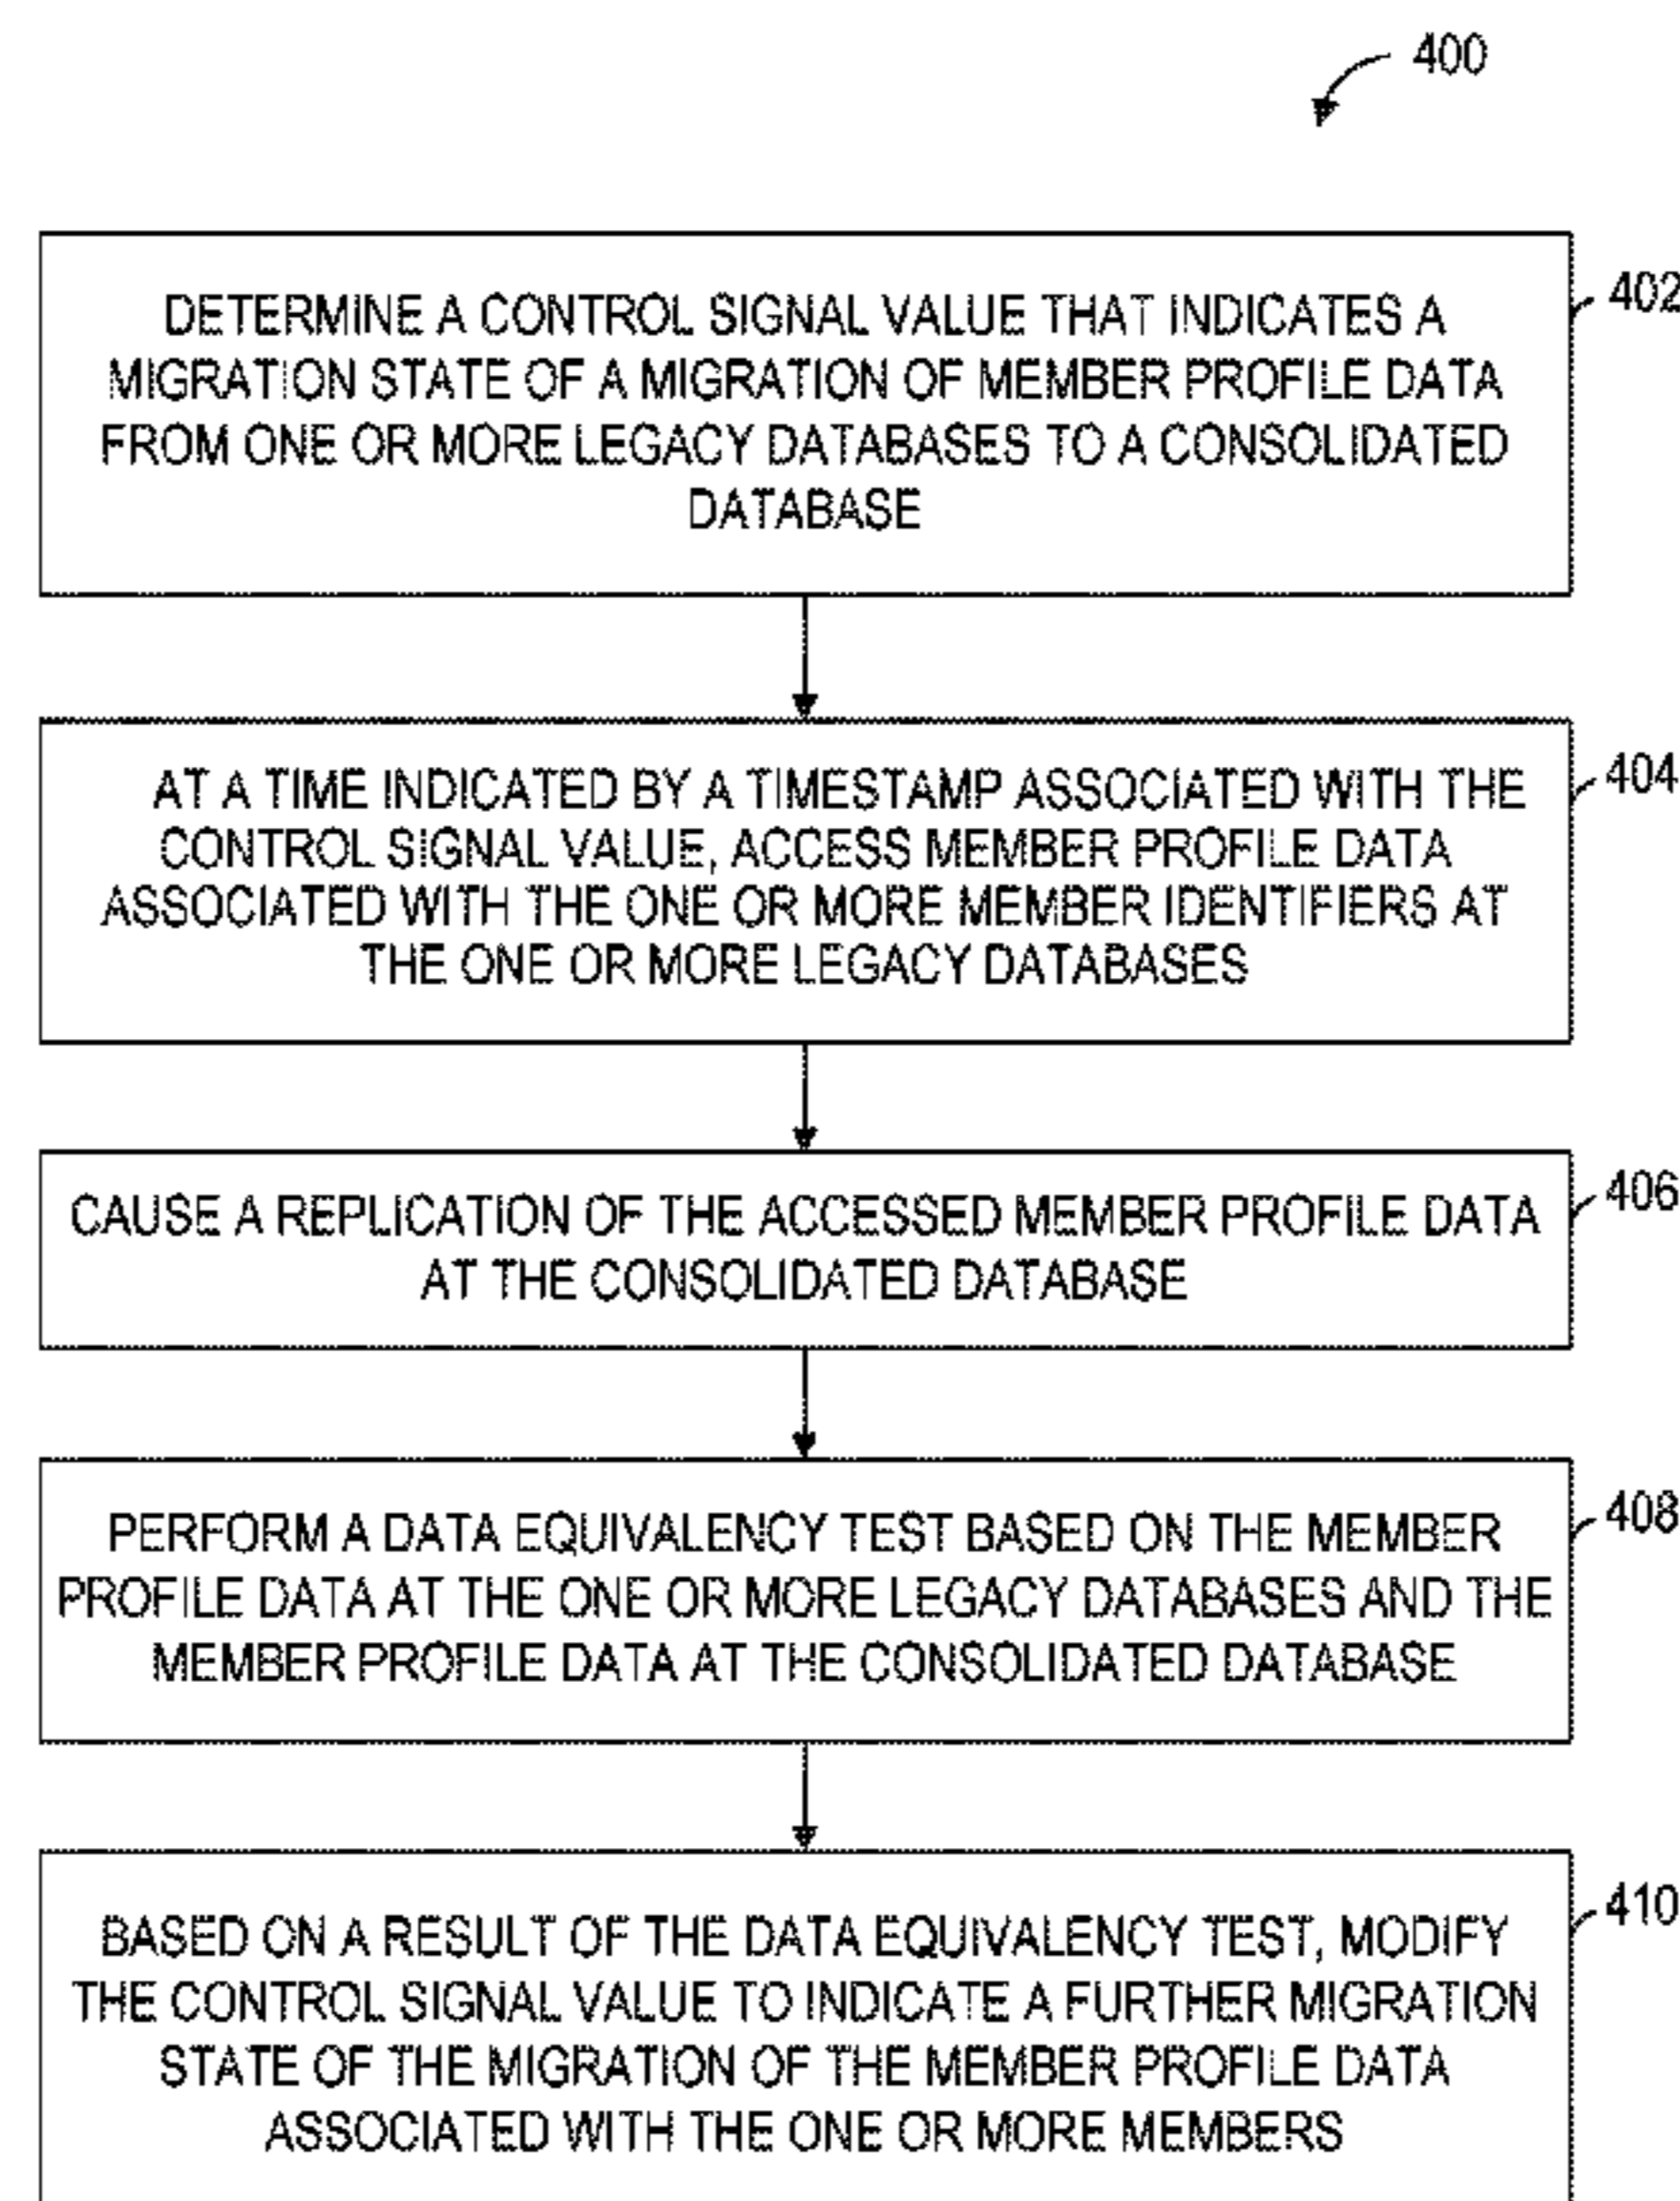 400
DETERMINE A CONTROL SIGNAL VALUE THAT INDICATES A
MIGRATION STATE OF A MIGRATION OF MEMBER PROFILE DATA
FROM ONE OR MORE LEGACY DATABASES TO A CONSOLIDATED
DATABASE
402
AT A TIME INDICATED BY A TIMESTAMP ASSOCIATED WITH THE
CONTROL SIGNAL VALUE, ACCESS MEMBER PROFILE DATA
ASSOCIATED WITH THE ONE OR MORE MEMBER IDENTIFIERS AT
THE ONE OR MORE LEGACY DATABASES
404
CAUSE A REPLICATION OF THE ACCESSED MEMBER PROFILE DATA
AT THE CONSOLIDATED DATABASE
406
PERFORM A DATA EQUIVALENCY TEST BASED ON THE MEMBER
PROFILE DATA AT THE ONE OR MORE LEGACY DATABASES AND THE
MEMBER PROFILE DATA AT THE CONSOLIDATED DATABASE
408
BASED ON A RESULT OF THE DATA EQUIVALENCY TEST, MODIFY
THE CONTROL SIGNAL VALUE TO INDICATE A FURTHER MIGRATION
STATE OF THE MIGRATION OF THE MEMBER PROFILE DATA
ASSOCIATED WITH THE ONE OR MORE MEMBERS
410